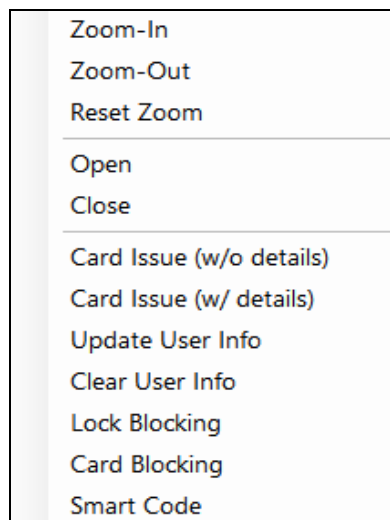 Zoom-In
Zoom-Out
Reset Zoom
Open
Close
Card Issue (w/o details)
Card Issue (w/ details)
Update User Info
Clear User Info
Lock Blocking
Card Blocking
Smart Code